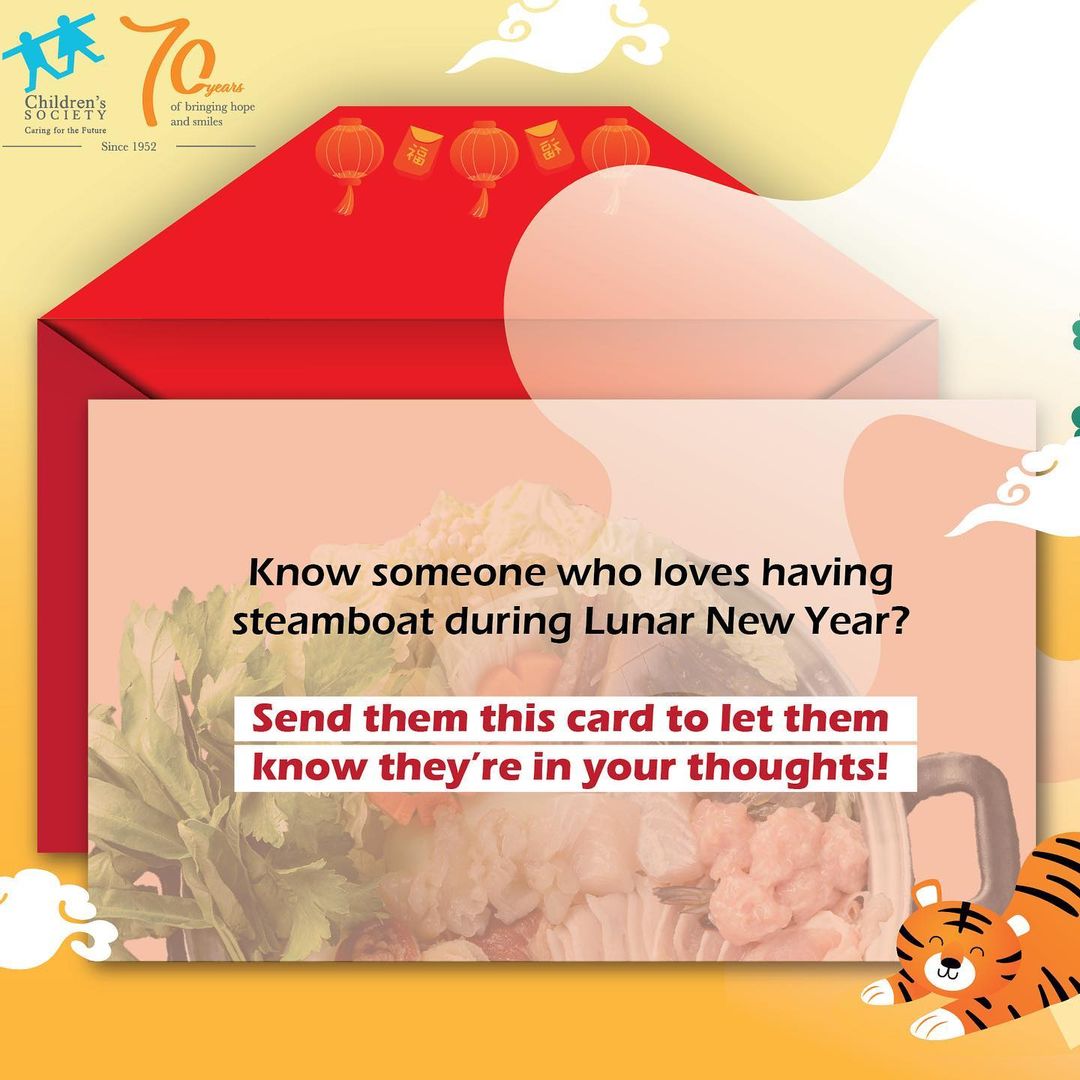 Children's
SOCIETY
Caring for the Future
70 years
of bringing hope
and smiles
Since 1952
福
福
Know someone who loves having
steamboat during Lunar New Year?
Send them this card to let them
know they're in your thoughts!